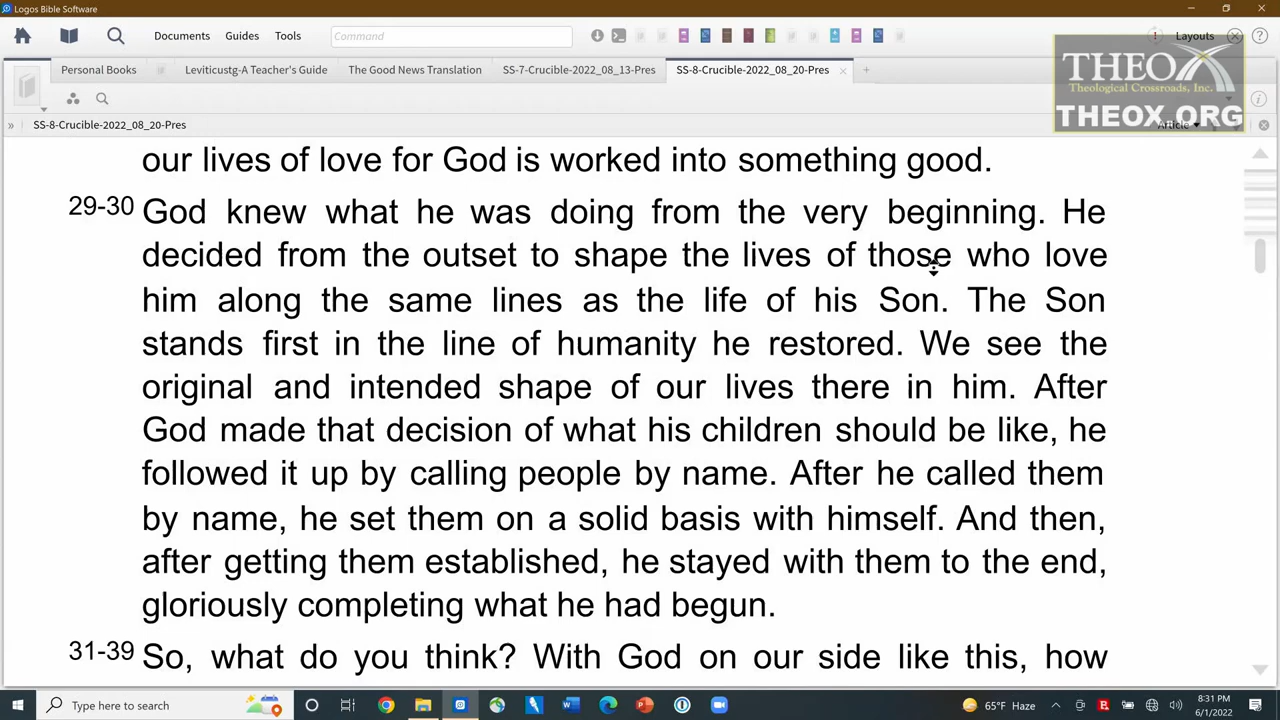 Logos Bible Software
Documents Guides Tools Command Layouts
THEOX
Theological Crossroads, Inc.
THEOX.ORG
Personal Books Leviticustg-A Teacher's Guide The Good News Translation SS-7-Crucible-2022_08_13-Pres SS-8-Crucible-2022_08_20-Pres
SS-8-Crucible-2022_08_20-Pres Article
our lives of love for God is worked into something good.
29-30 God knew what he was doing from the very beginning. He
decided from the outset to shape the lives of those who love
him along the same lines as the life of his Son. The Son
stands first in the line of humanity he restored. We see the
original and intended shape of our lives there in him. After
God made that decision of what his children should be like, he
followed it up by calling people by name. After he called them
by name, he set them on a solid basis with himself. And then,
after getting them established, he stayed with them to the end,
gloriously completing what he had begun.
31-39 So, what do you think? With God on our side like this, how
Type here to search 65°F Haze 8:31 PM
6/1/2022